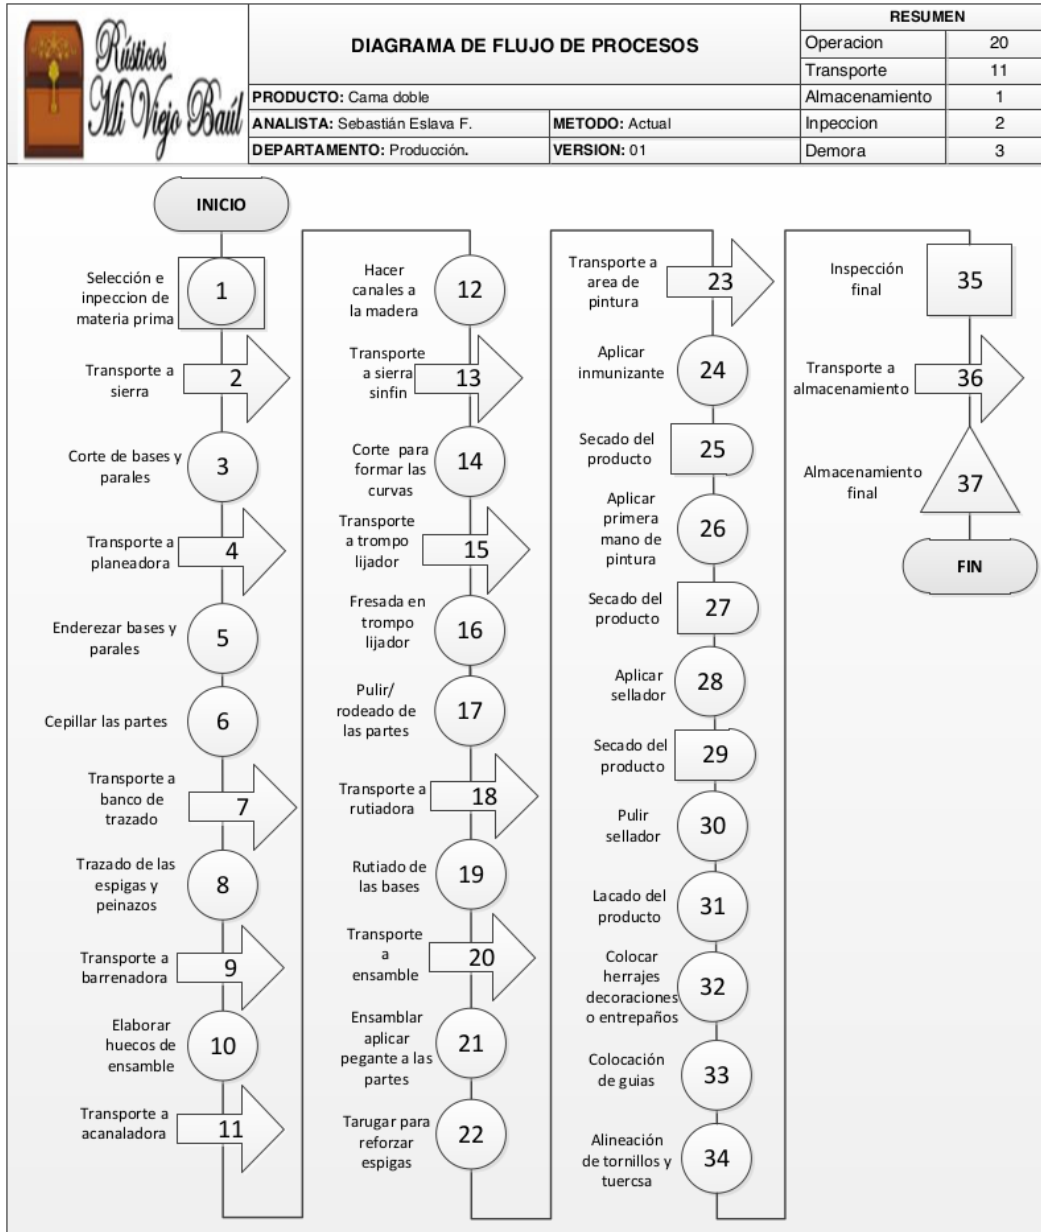 Rústicos
Mi Viejo Baúl
DIAGRAMA DE FLUJO DE PROCESOS
PRODUCTO: Cama doble
ANALISTA: Sebastián Eslava F.
METODO: Actual
DEPARTAMENTO: Producción.
VERSION: 01
RESUMEN
Operacion 20
Transporte 11
Almacenamiento 1
Inpeccion 2
Demora 3
INICIO
Selección e
inpeccion de
materia prima
1
Transporte a
sierra
2
Corte de bases y
parales
3
Transporte a
planeadora
4
Enderezar bases y
parales
5
Cepillar las partes
6
Transporte a
banco de
trazado
7
Trazado de las
espigas y
peinazos
8
Transporte a
barrenadora
9
Elaborar
huecos de
ensamble
10
Transporte a
acanaladora
11
Hacer
canales a
la madera
12
Transporte
a sierra
sinfin
13
Corte para
formar las
curvas
14
Transporte
a trompo
lijador
15
Fresada en
trompo
lijador
16
Pulir/
rodeado de
las partes
17
Transporte a
rutiadora
18
Rutiado de
las bases
19
Transporte
a
ensamble
20
Ensamblar
aplicar
pegante a las
partes
21
Tarugar para
reforzar
espigas
22
Transporte a
area de
pintura
23
Aplicar
inmunizante
24
Secado del
producto
25
Aplicar
primera
mano de
pintura
26
Secado del
producto
27
Aplicar
sellador
28
Secado del
producto
29
Pulir
sellador
30
Lacado del
producto
31
Colocar
herrajes
decoraciones
o entrepaños
32
Colocación
de guias
33
Alineación
de tornillos y
tuercsa
34
Inspección
final
35
Transporte a
almacenamiento
36
Almacenamiento
final
37
FIN